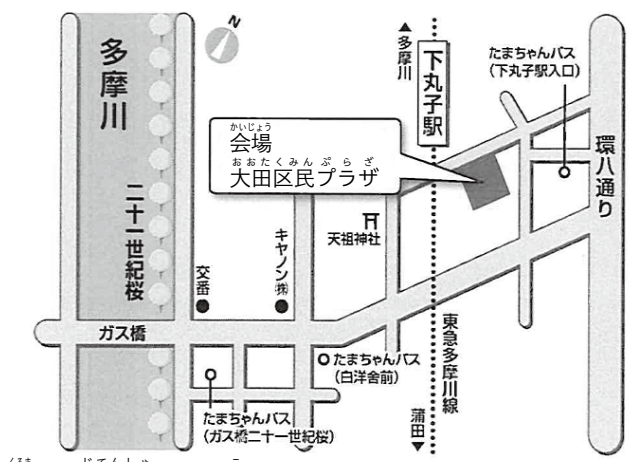 N
多摩川
二十一世紀桜
▲多摩川
下丸子駅
たまちゃんバス
(下丸子駅入口)
環八通り
かいじょう
会場
おおたくみんぷらざ
大田区民プラザ
天祖神社
キヤノン㈱
交番
ガス橋
たまちゃんバス
(白洋舎前)
東急多摩川線
たまちゃんバス
(ガス橋二十一世紀桜)
蒲田▼